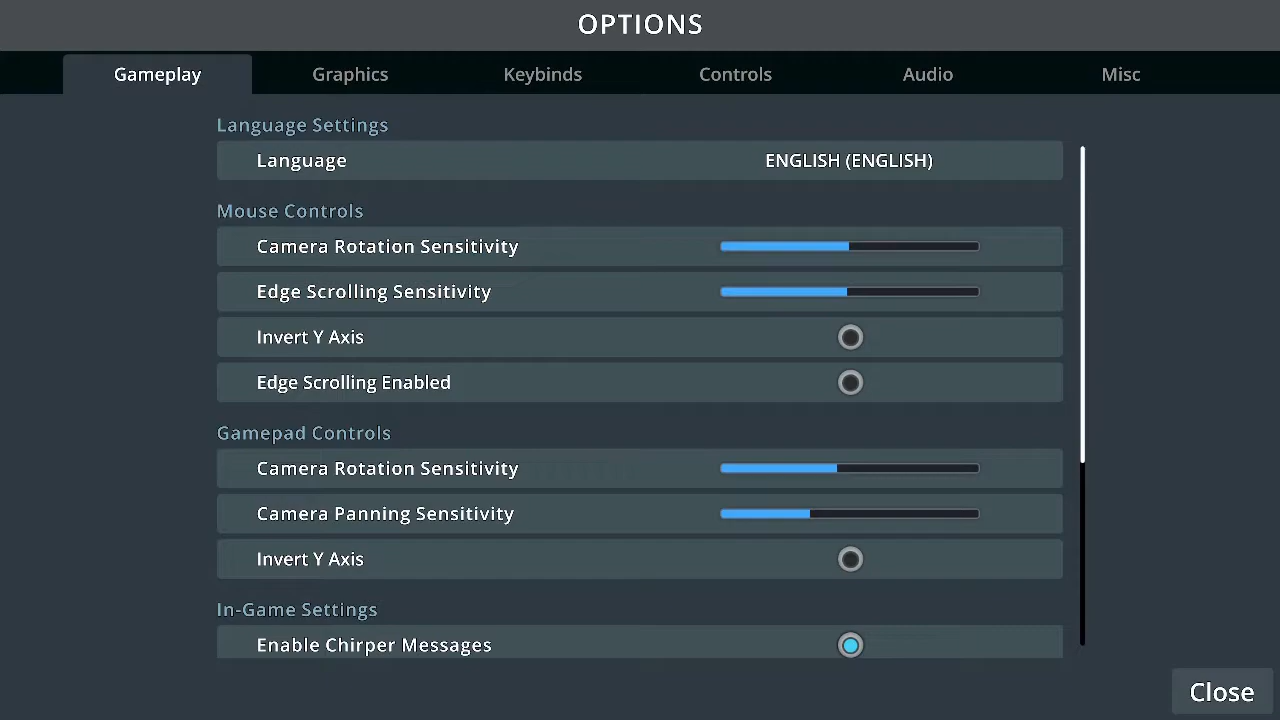 OPTIONS
Gameplay Graphics Keybinds Controls Audio Misc
Language Settings
Language ENGLISH (ENGLISH)
Mouse Controls
Camera Rotation Sensitivity
Edge Scrolling Sensitivity
Invert Y Axis
Edge Scrolling Enabled
Gamepad Controls
Camera Rotation Sensitivity
Camera Panning Sensitivity
Invert Y Axis
In-Game Settings
Enable Chirper Messages
Close